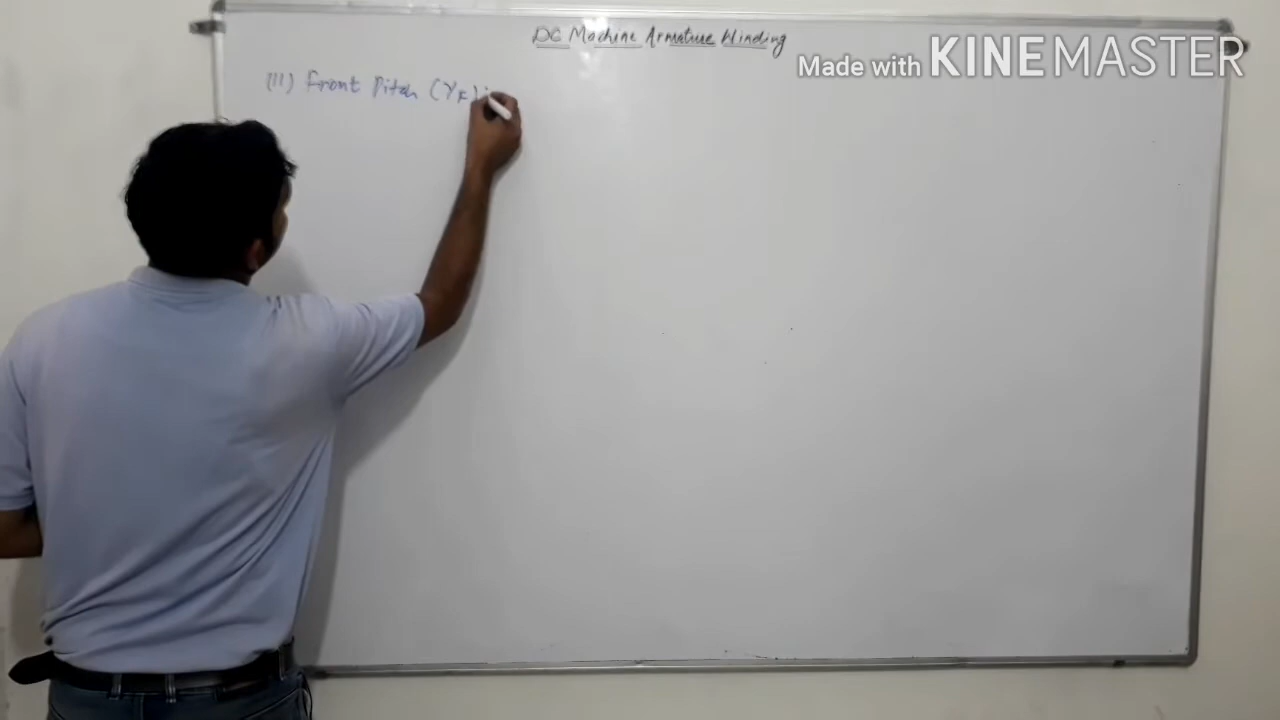 DC Machine Armature Winding
Made with KINEMASTER
(11) Front Pitch (YF):